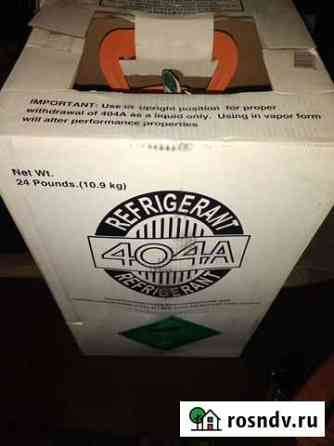 IMPORTANT: Use in upright position for proper
withdrawal of 404A as a liquid only. Using in vapor form
will alter performance properties
Net Wt.
24 Pounds.(10.9 kg)
REFRIGERANT
404A
REFRIGERANT
rosndv.ru